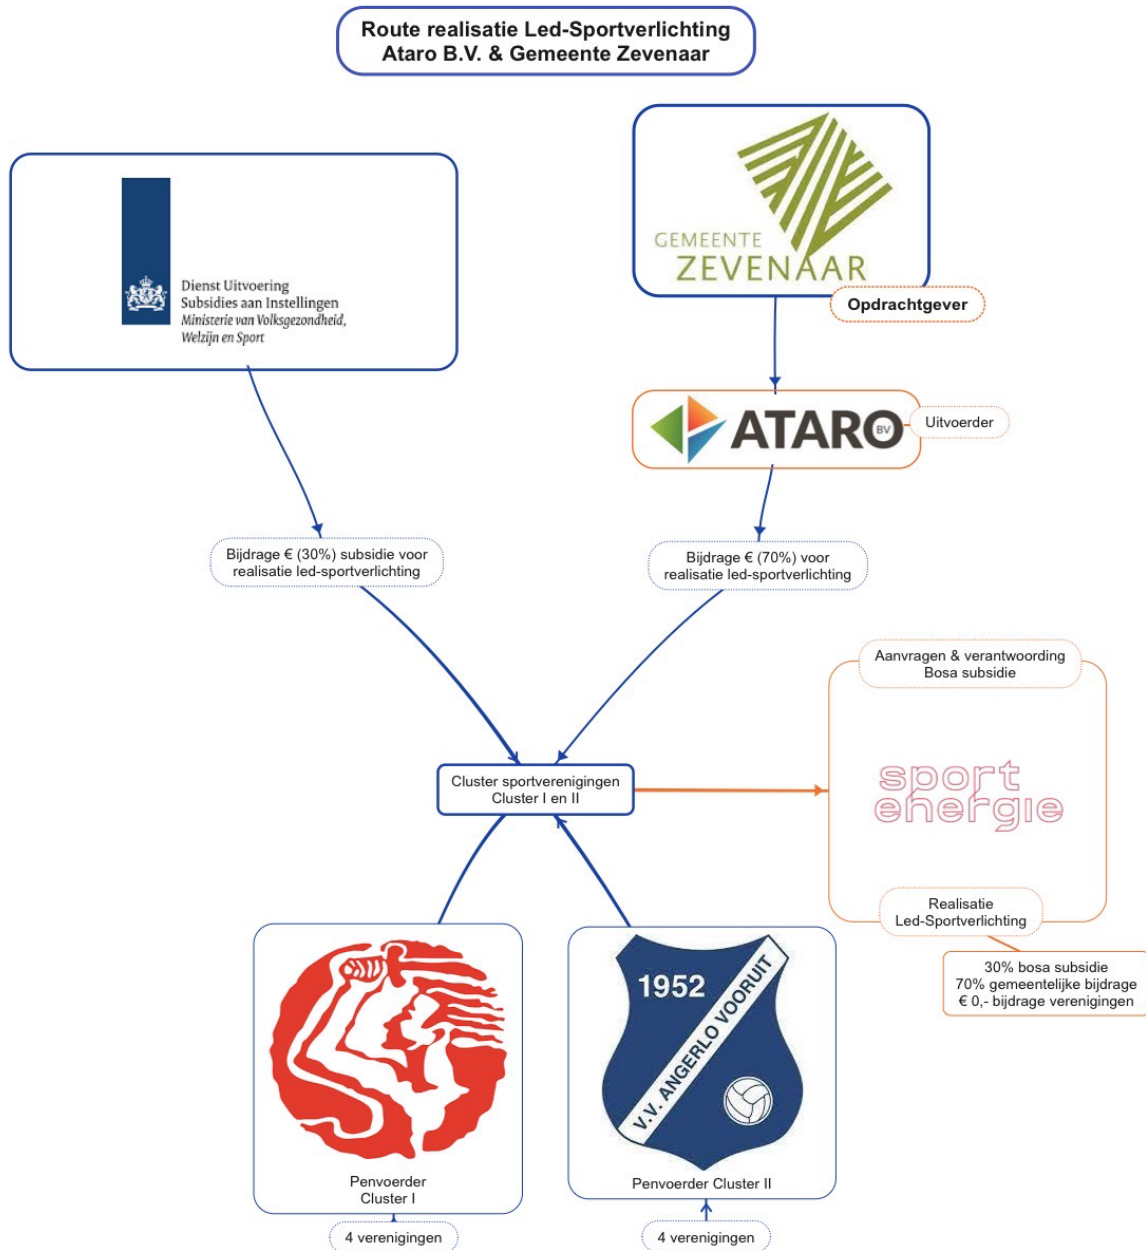 Route realisatie Led-Sportverlichting
Ataro B.V. & Gemeente Zevenaar
GEMEENTE
ZEVENAAR
Opdrachtgever
Dienst Uitvoering
Subsidies aan Instellingen
Ministerie van Volksgezondheid,
Welzijn en Sport
ATARO BV
Uitvoerder
Bijdrage € (30%) subsidie voor
realisatie led-sportverlichting
Bijdrage € (70%) voor
realisatie led-sportverlichting
Aanvragen & verantwoording
Bosa subsidie
sport
energie
Cluster sportverenigingen
Cluster I en II
Realisatie
Led-Sportverlichting
30% bosa subsidie
70% gemeentelijke bijdrage
€ 0,- bijdrage verenigingen
1952
V.V. ANGERLO VOORUIT
Penvoerder
Cluster I
Penvoerder Cluster II
4 verenigingen
4 verenigingen